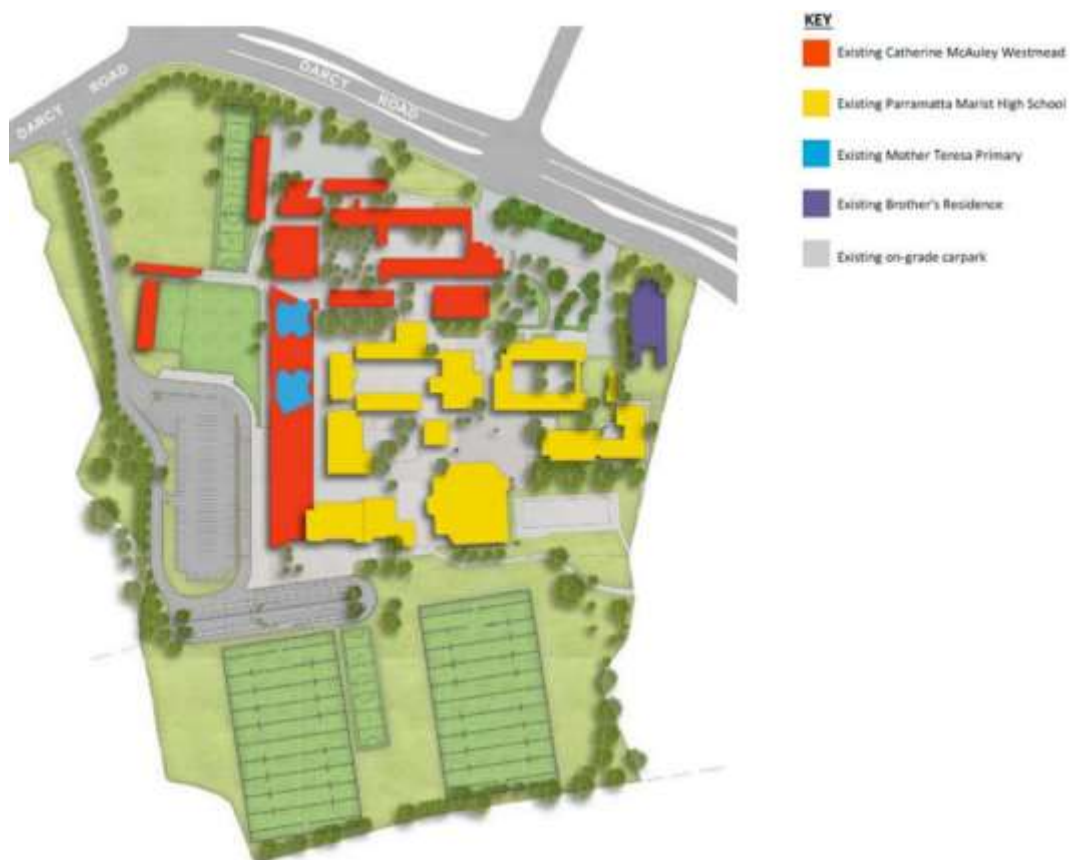 KEY
Existing Catherine McAuley Westmead
Existing Parramatta Marist High School
Existing Mother Teresa Primary
Existing Brother's Residence
Existing on-grade carpark
DARCY ROAD
DARCY ROAD